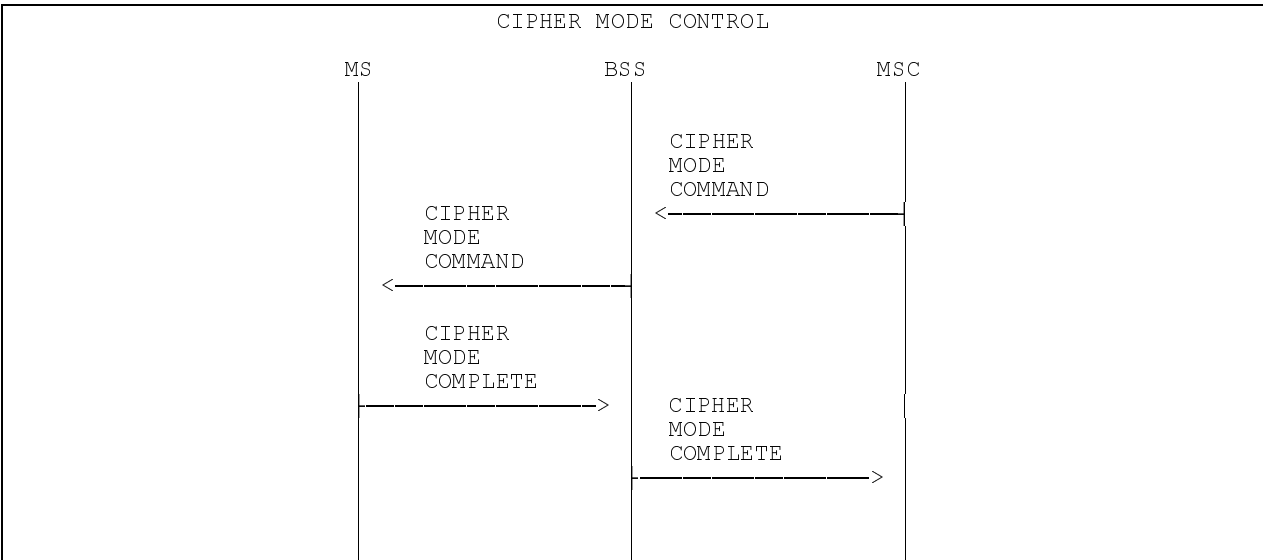 CIPHER MODE CONTROL
MS BSS MSC
CIPHER
MODE
COMMAND
CIPHER
MODE
COMMAND
CIPHER
MODE
COMPLETE
CIPHER
MODE
COMPLETE